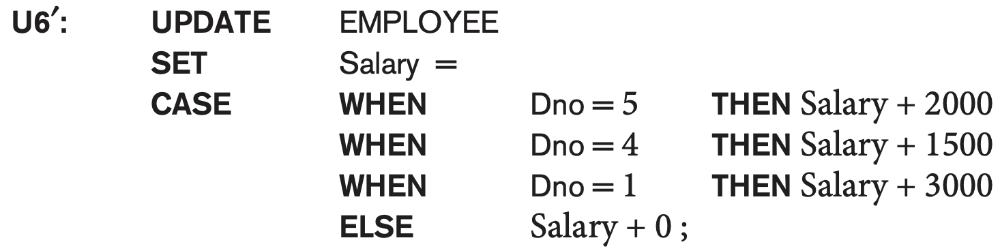 U6′: UPDATE EMPLOYEE
SET Salary =
CASE WHEN Dno = 5 THEN Salary + 2000
WHEN Dno = 4 THEN Salary + 1500
WHEN Dno = 1 THEN Salary + 3000
ELSE Salary + 0 ;